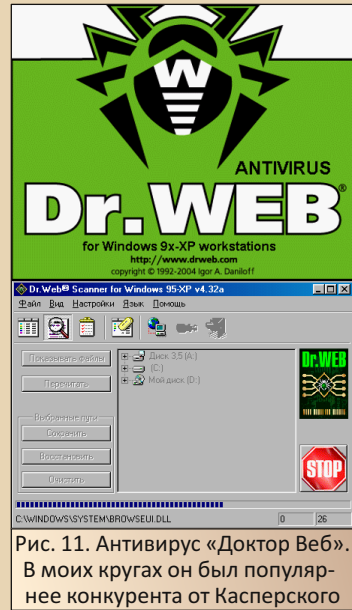 W
ANTIVIRUS
Dr.WEB®
for Windows 9x-XP workstations
http://www.drweb.com
copyright © 1992-2004 Igor A. Daniloff
Dr.Web® Scanner for Windows 95-XP v4.32a
Файл Вид Настройки Язык Помощь
Показывать файлы
Перечитать
Выбранные пути
Сохранить
Восстановить
Очистить
Диск 3,5 (A:)
(C:)
Мой диск (D:)
Dr.WEB
STOP
C:\WINDOWS\SYSTEM\BROWSEUI.DLL 0 26
Рис. 11. Антивирус «Доктор Веб».
В моих кругах он был популяр-
нее конкурента от Касперского